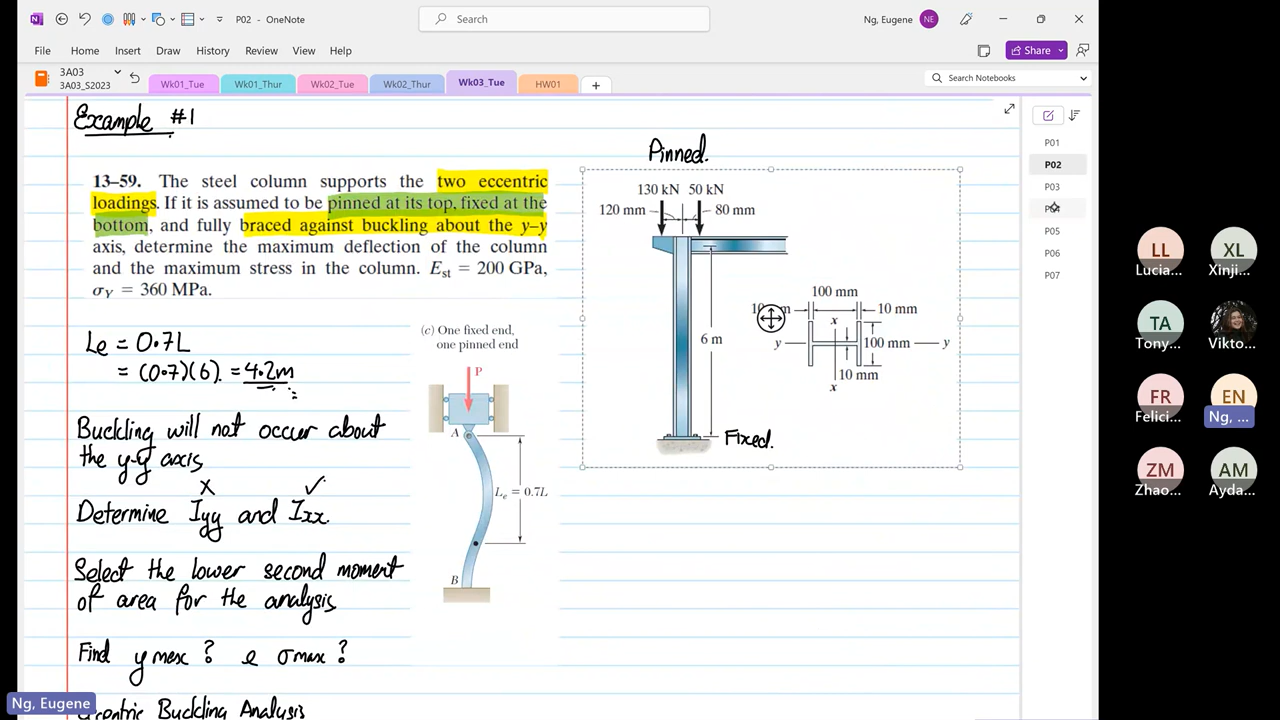 P02 - OneNote
Search
Ng, Eugene
NE
File Home Insert Draw History Review View Help
Share
3A03
3A03_S2023
Wk01_Tue
Wk01_Thur
Wk02_Tue
Wk02_Thur
Wk03_Tue
HW01
Search Notebooks
Example #1
13–59. The steel column supports the two eccentric
loadings. If it is assumed to be pinned at its top, fixed at the
bottom, and fully braced against buckling about the y–y
axis, determine the maximum deflection of the column
and the maximum stress in the column. Est = 200 GPa,
σY = 360 MPa.
Le = 0.7L
= (0.7)(6) = 4.2m
Buckling will not occur about
the y-y axis
Determine Iyy and Ixx.
x ✓
Select the lower second moment
of area for the analysis
Find y max ? e σmax ?
Buckling Analysis
(c) One fixed end,
one pinned end
P
A
Le = 0.7L
B
Pinned.
130 kN 50 kN
120 mm 80 mm
6 m
Fixed.
100 mm
10 mm
x
y 100 mm y
10 mm
x
P01
P02
P03
P05
P06
P07
LL
Lucia...
XL
Xinji...
TA
Tony...
Vikto...
FR
Felici...
EN
Ng, ...
ZM
Zhao...
AM
Ayda...
Ng, Eugene